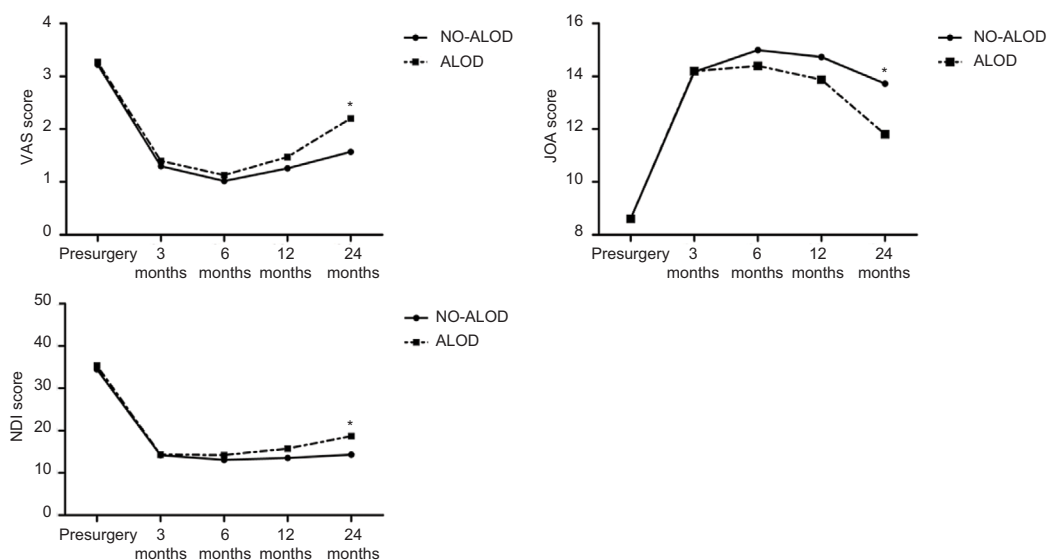 VAS score
4
3
2
1
0
Presurgery
3
months
6
months
12
months
24
months
*
NO-ALOD
ALOD
JOA score
16
14
12
10
8
Presurgery
3
months
6
months
12
months
24
months
*
NO-ALOD
ALOD
NDI score
50
40
30
20
10
0
Presurgery
3
months
6
months
12
months
24
months
*
NO-ALOD
ALOD